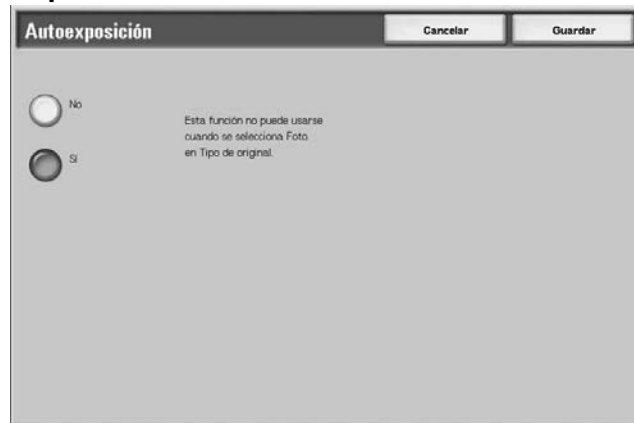 Autoexposición
Cancelar
Guardar
No
Sí
Esta función no puede usarse
cuando se selecciona Foto
en Tipo de original.